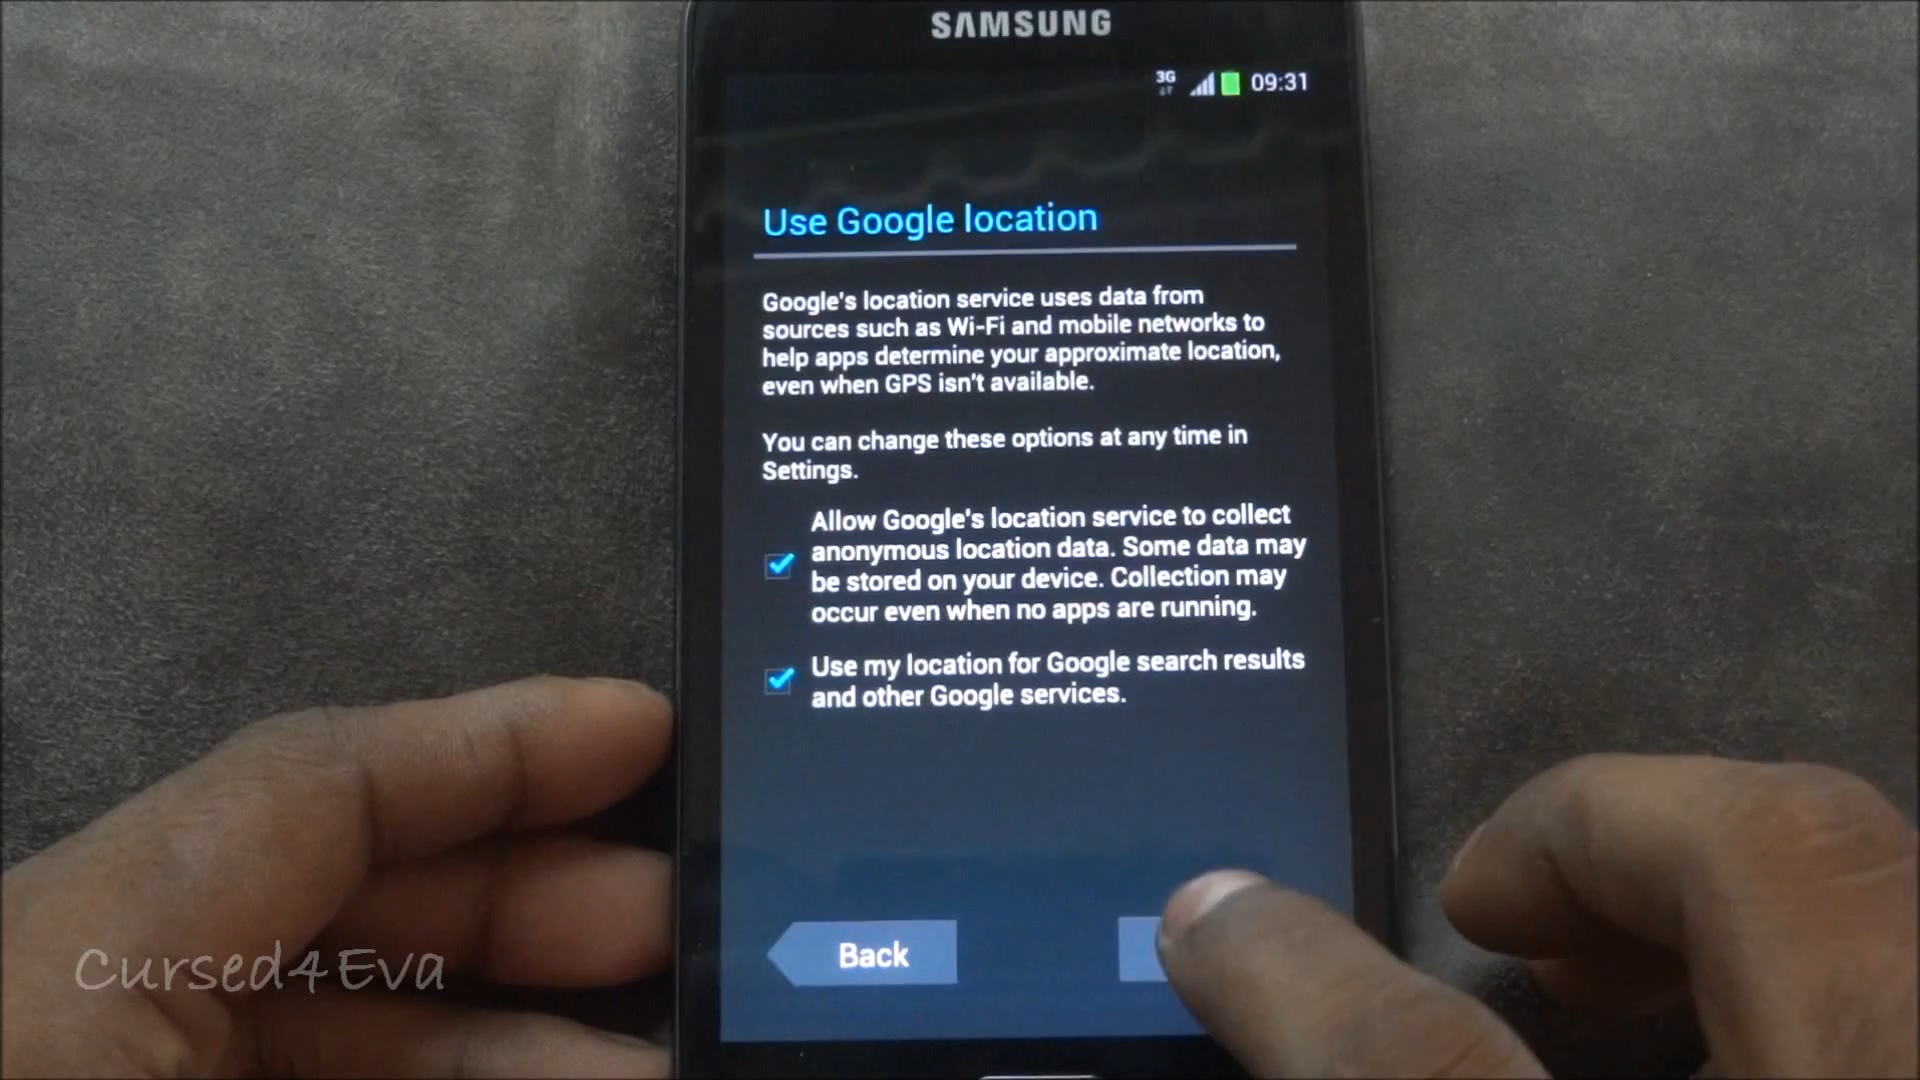 SAMSUNG
3G
09:31
Use Google location
Google's location service uses data from
sources such as Wi-Fi and mobile networks to
help apps determine your approximate location,
even when GPS isn't available.
You can change these options at any time in
Settings.
Allow Google's location service to collect
anonymous location data. Some data may
be stored on your device. Collection may
occur even when no apps are running.
Use my location for Google search results
and other Google services.
Back
Cursed4Eva